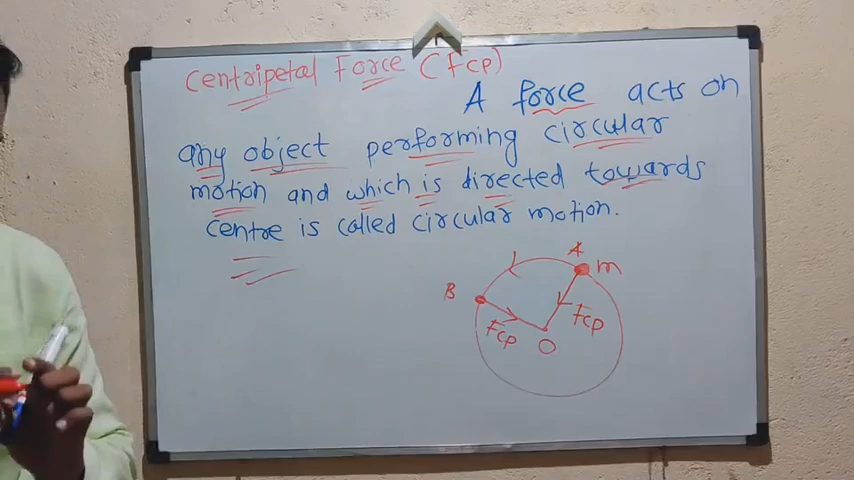 Centripetal Force (Fcp)
A force acts on
any object performing circular
motion and which is directed towards
centre is called circular motion.
A
m
B
Fcp
Fcp
O